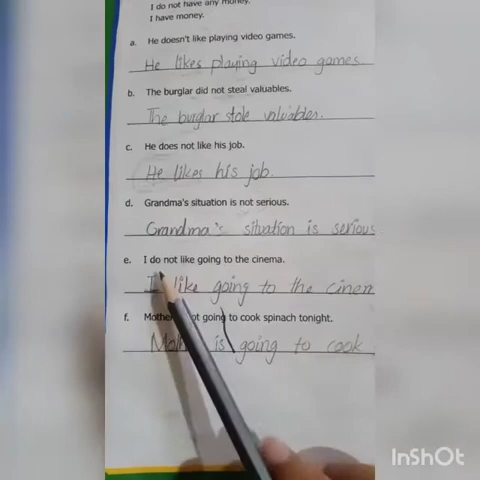 I do not have any money.
I have money.
a. He doesn't like playing video games.
He likes playing video games
b. The burglar did not steal valuables.
The burglar stole valuables.
c. He does not like his job.
He likes his job.
d. Grandma's situation is not serious.
Grandma's situation is serious
e. I do not like going to the cinema.
I like going to the cinem
f. going to cook spinach tonight.
is going to cook
InShOt